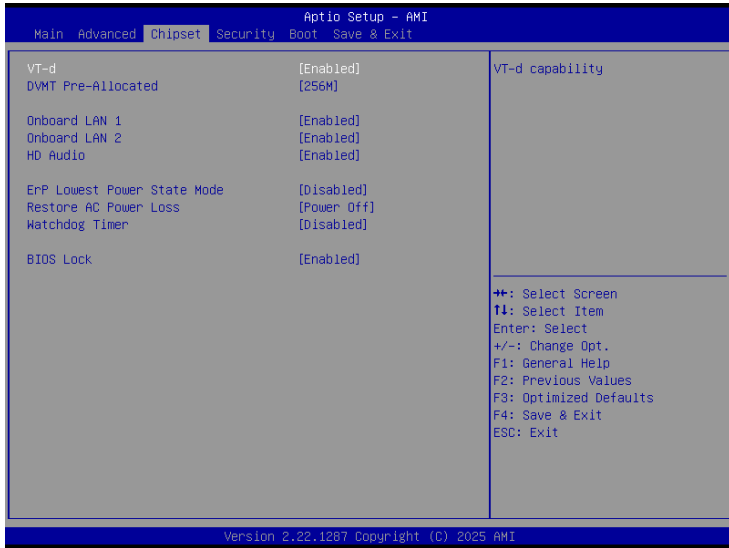 Aptio Setup – AMI
Main Advanced Chipset Security Boot Save & Exit
VT-d [Enabled]
DVMT Pre-Allocated [256M]
Onboard LAN 1 [Enabled]
Onboard LAN 2 [Enabled]
HD Audio [Enabled]
ErP Lowest Power State Mode [Disabled]
Restore AC Power Loss [Power Off]
Watchdog Timer [Disabled]
BIOS Lock [Enabled]
VT-d capability
→←: Select Screen
↑↓: Select Item
Enter: Select
+/-: Change Opt.
F1: General Help
F2: Previous Values
F3: Optimized Defaults
F4: Save & Exit
ESC: Exit
Version 2.22.1287 Copyright (C) 2025 AMI